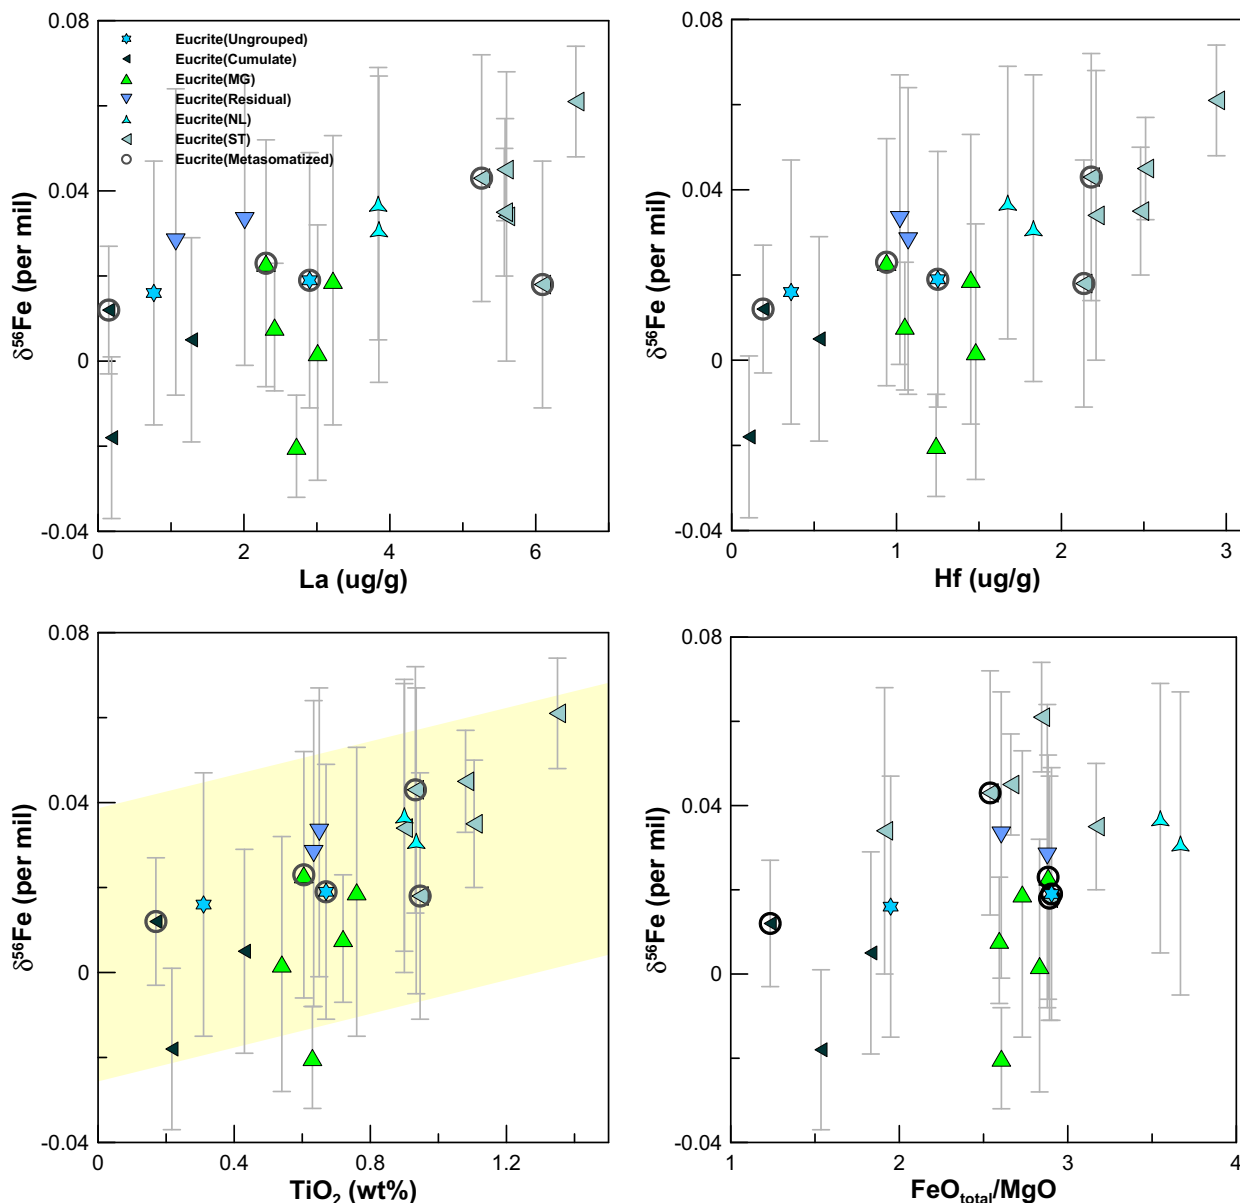 0.08
0.04
0
-0.04
δ⁵⁶Fe (per mil)
Eucrite(Ungrouped)
Eucrite(Cumulate)
Eucrite(MG)
Eucrite(Residual)
Eucrite(NL)
Eucrite(ST)
Eucrite(Metasomatized)
0 2 4 6
La (ug/g)
0.08
0.04
0
-0.04
δ⁵⁶Fe (per mil)
0 1 2 3
Hf (ug/g)
0.08
0.04
0
-0.04
δ⁵⁶Fe (per mil)
0 0.4 0.8 1.2
TiO₂ (wt%)
0.08
0.04
0
-0.04
δ⁵⁶Fe (per mil)
1 2 3 4
FeO_total/MgO